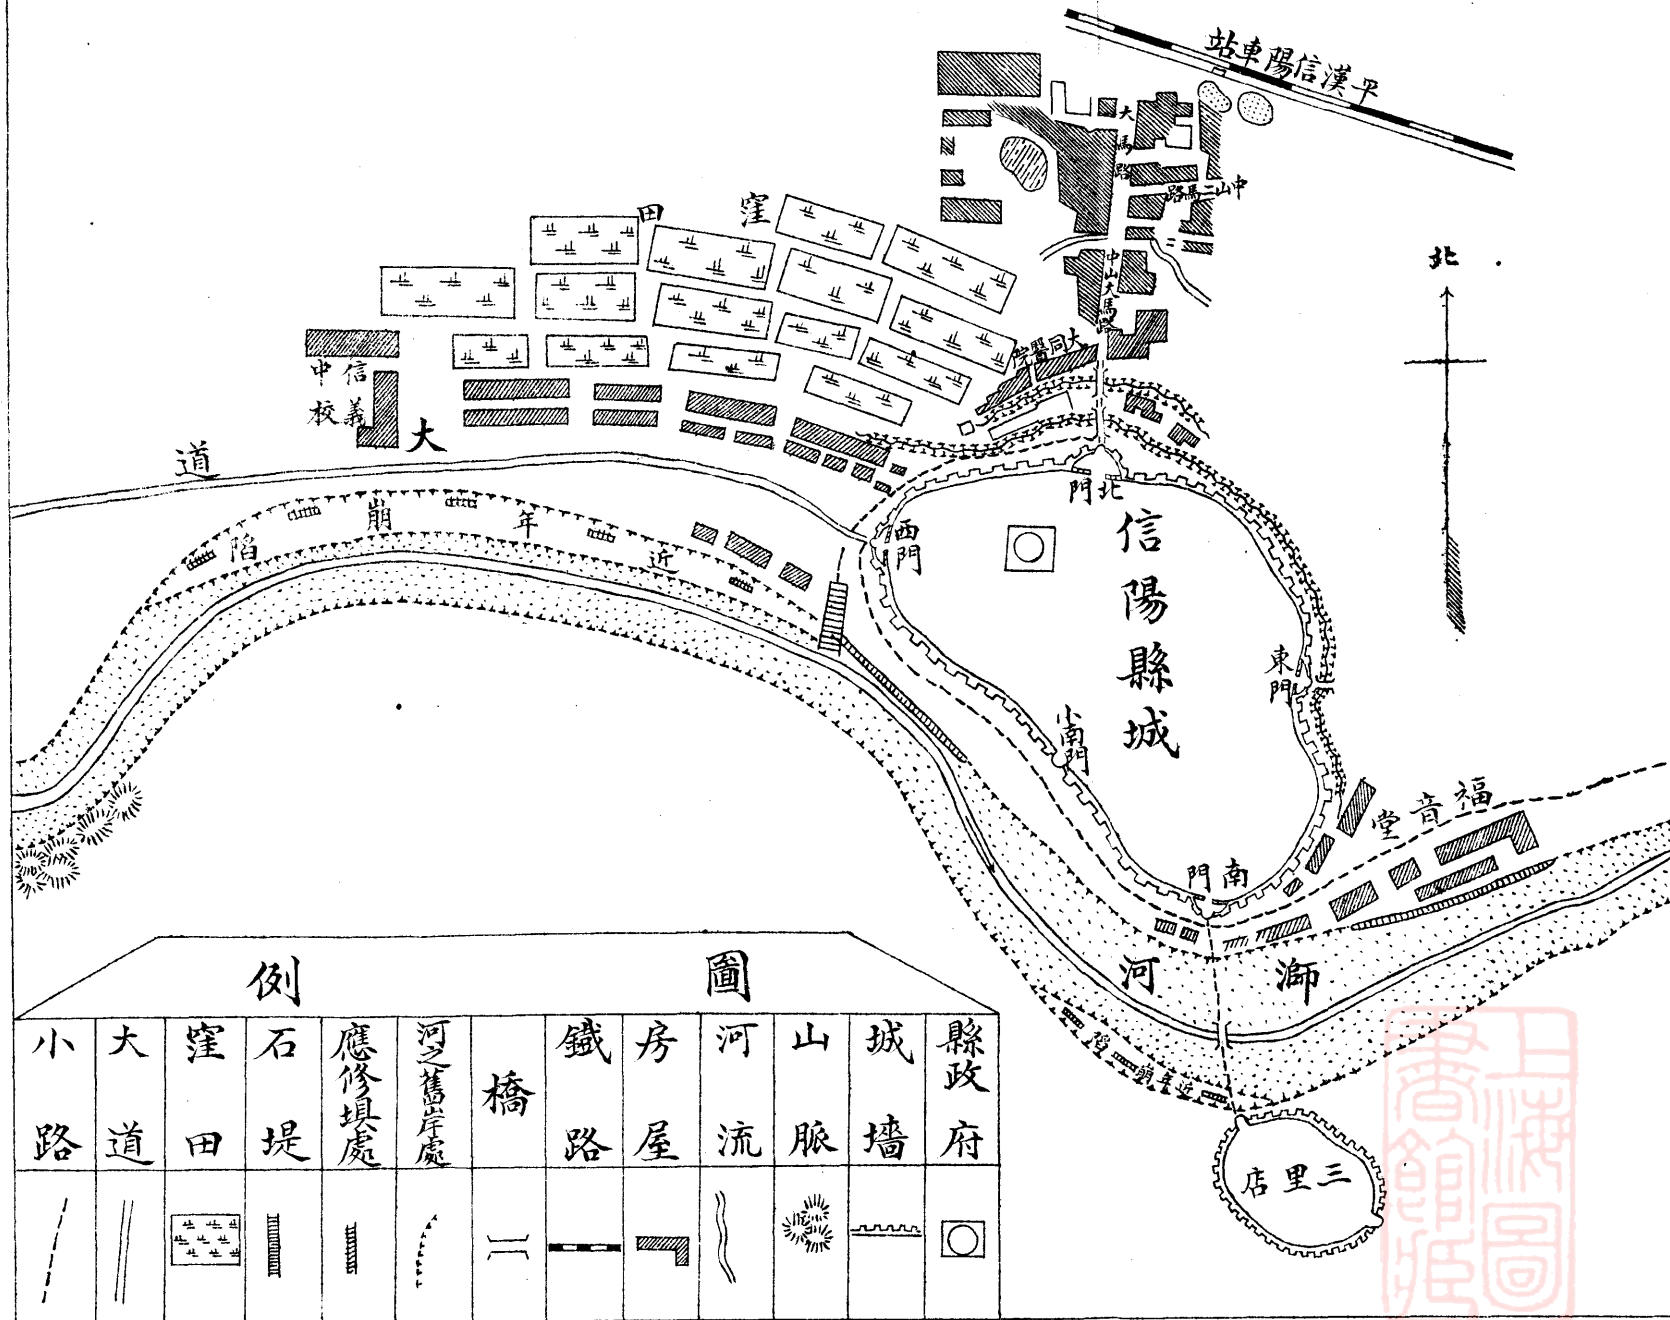 平漢信陽車站
大馬路
中山二馬路
中山大馬路
北
窪田
大同醫院
信義中校
大道
近年崩陷
北門
西門
信陽縣城
東門
小南門
南門
福音堂
溮河
近年崩陷
三里店
圖例
縣政府
城墻
山脈
河流
房屋
鐵路
橋
河之舊岸處
應修填處
石堤
窪田
大道
小路
上海圖書館藏